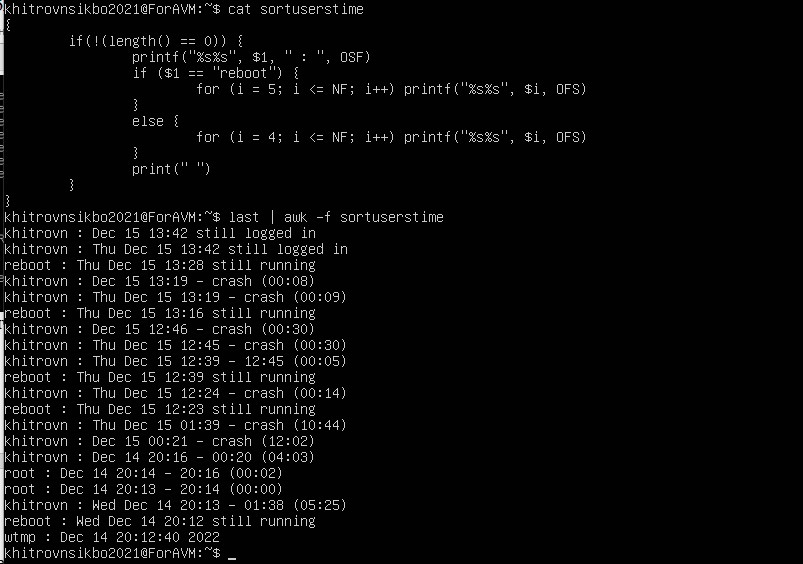 khitrovnsikbo2021@ForAVM:~$ cat sortuserstime
{
        if(!(length() == 0)) {
                printf("%s%s", $1, " : ", OSF)
                if ($1 == "reboot") {
                        for (i = 5; i <= NF; i++) printf("%s%s", $i, OFS)
                }
                else {
                        for (i = 4; i <= NF; i++) printf("%s%s", $i, OFS)
                }
                print(" ")
        }
}
khitrovnsikbo2021@ForAVM:~$ last | awk -f sortuserstime
khitrovn : Dec 15 13:42 still logged in
khitrovn : Thu Dec 15 13:42 still logged in
reboot : Thu Dec 15 13:28 still running
khitrovn : Dec 15 13:19 - crash (00:08)
khitrovn : Thu Dec 15 13:19 - crash (00:09)
reboot : Thu Dec 15 13:16 still running
khitrovn : Dec 15 12:46 - crash (00:30)
khitrovn : Thu Dec 15 12:45 - crash (00:30)
khitrovn : Thu Dec 15 12:39 - 12:45 (00:05)
reboot : Thu Dec 15 12:39 still running
khitrovn : Thu Dec 15 12:24 - crash (00:14)
reboot : Thu Dec 15 12:23 still running
khitrovn : Thu Dec 15 01:39 - crash (10:44)
khitrovn : Dec 15 00:21 - crash (12:02)
khitrovn : Dec 14 20:16 - 00:20 (04:03)
root : Dec 14 20:14 - 20:16 (00:02)
root : Dec 14 20:13 - 20:14 (00:00)
khitrovn : Wed Dec 14 20:13 - 01:38 (05:25)
reboot : Wed Dec 14 20:12 still running
wtmp : Dec 14 20:12:40 2022
khitrovnsikbo2021@ForAVM:~$ _